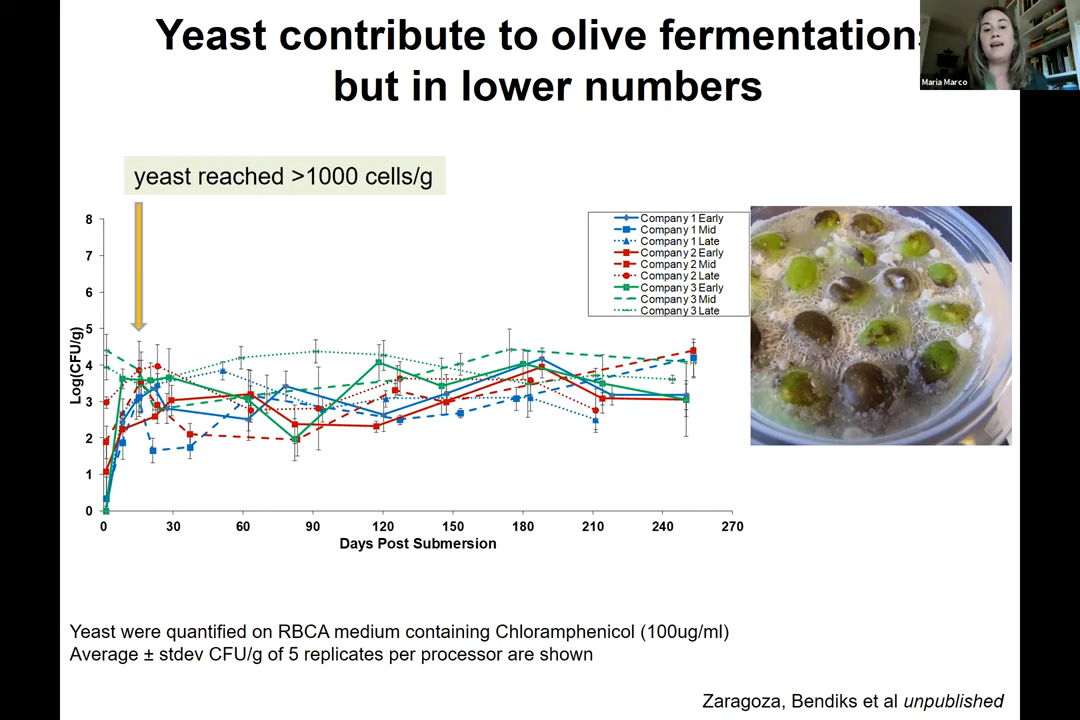 Yeast contribute to olive fermentations
but in lower numbers
Maria Marco
yeast reached >1000 cells/g
8
7
6
5
4
3
2
1
0
Log(CFU/g)
0 30 60 90 120 150 180 210 240 270
Days Post Submersion
Company 1 Early
Company 1 Mid
Company 1 Late
Company 2 Early
Company 2 Mid
Company 2 Late
Company 3 Early
Company 3 Mid
Company 3 Late
Yeast were quantified on RBCA medium containing Chloramphenicol (100ug/ml)
Average ± stdev CFU/g of 5 replicates per processor are shown
Zaragoza, Bendiks et al unpublished